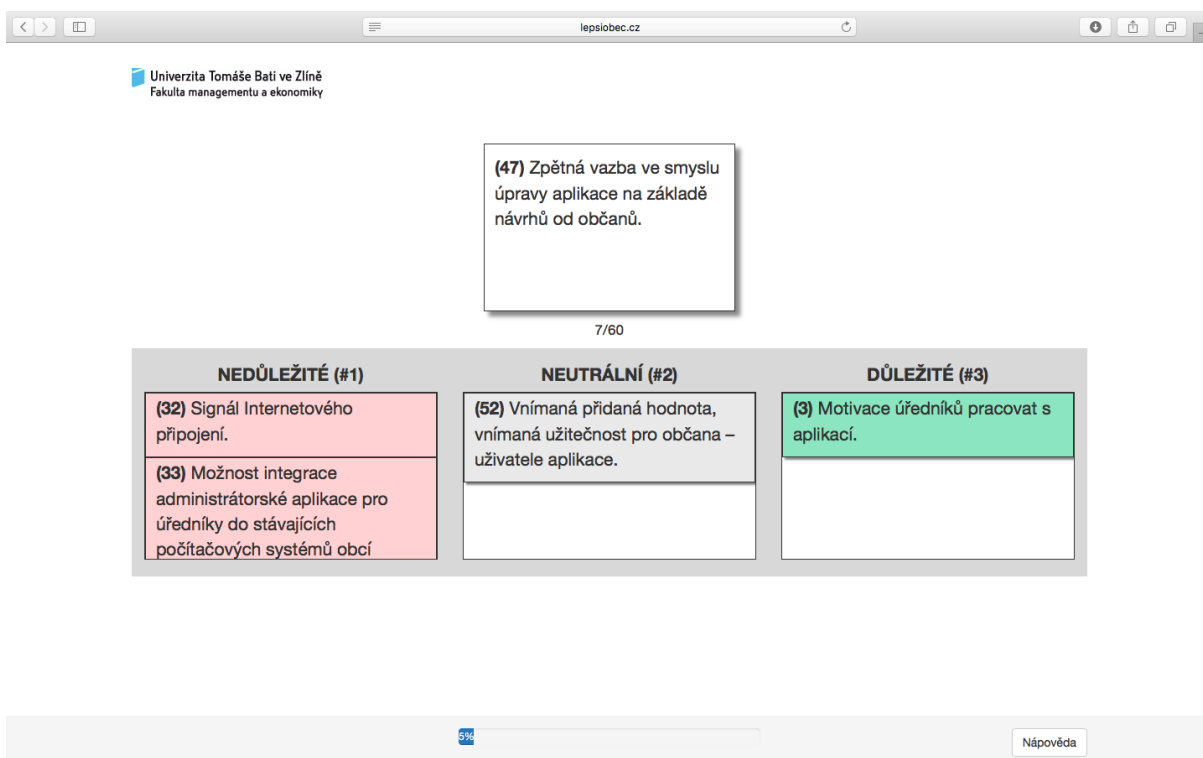 lepsiobec.cz
Univerzita Tomáše Bati ve Zlíně
Fakulta managementu a ekonomiky
(47) Zpětná vazba ve smyslu
úpravy aplikace na základě
návrhů od občanů.
7/60
NEDŮLEŽITÉ (#1)
(32) Signál Internetového
připojení.
(33) Možnost integrace
administrátorské aplikace pro
úředníky do stávajících
počítačových systémů obcí
NEUTRÁLNÍ (#2)
(52) Vnímaná přidaná hodnota,
vnímaná užitečnost pro občana –
uživatele aplikace.
DŮLEŽITÉ (#3)
(3) Motivace úředníků pracovat s
aplikací.
5%
Nápověda